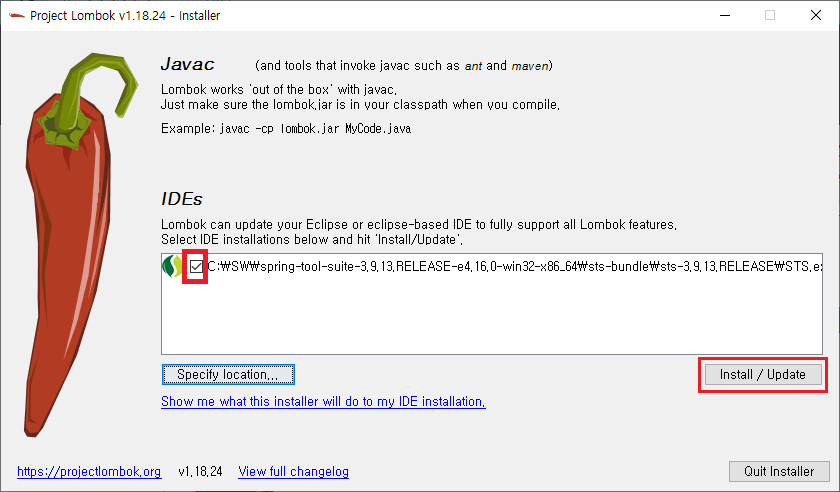 Project Lombok v1.18.24 - Installer
Javac (and tools that invoke javac such as ant and maven)
Lombok works 'out of the box' with javac.
Just make sure the lombok.jar is in your classpath when you compile.
Example: javac -cp lombok.jar MyCode.java
IDEs
Lombok can update your Eclipse or eclipse-based IDE to fully support all Lombok features.
Select IDE installations below and hit 'Install/Update'.
C:₩SW₩spring-tool-suite-3.9.13.RELEASE-e4.16.0-win32-x86_64₩sts-bundle₩sts-3.9.13.RELEASE₩STS.ex
Specify location...
Install / Update
Show me what this installer will do to my IDE installation.
https://projectlombok.org v1.18.24 View full changelog
Quit Installer